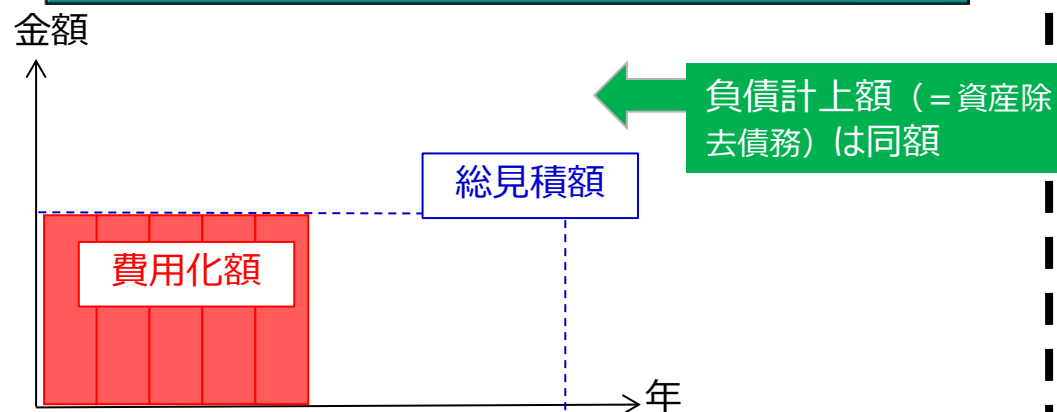 金額
負債計上額（＝資産除
去債務）は同額
総見積額
費用化額
年